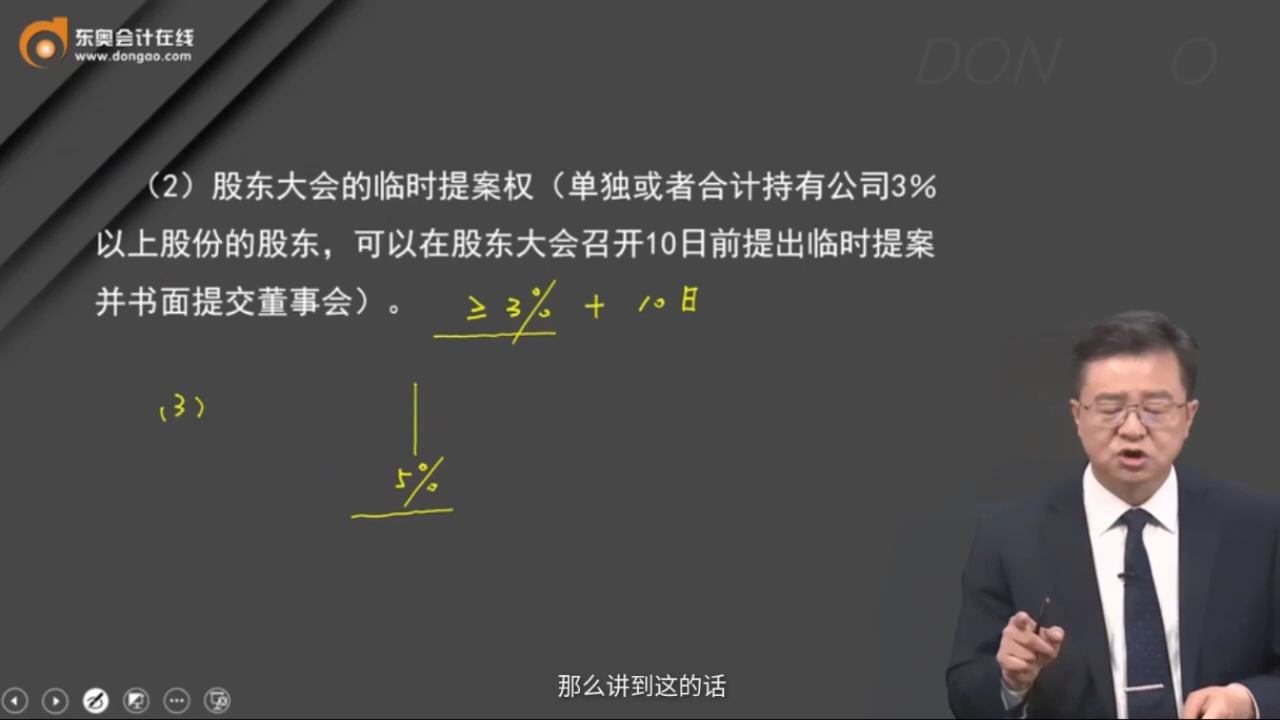 东奥会计在线
www.dongao.com
DON O
（2）股东大会的临时提案权（单独或者合计持有公司3%
以上股份的股东，可以在股东大会召开10日前提出临时提案
并书面提交董事会）。
≥3% + 10日
(3)
5%
那么讲到这的话